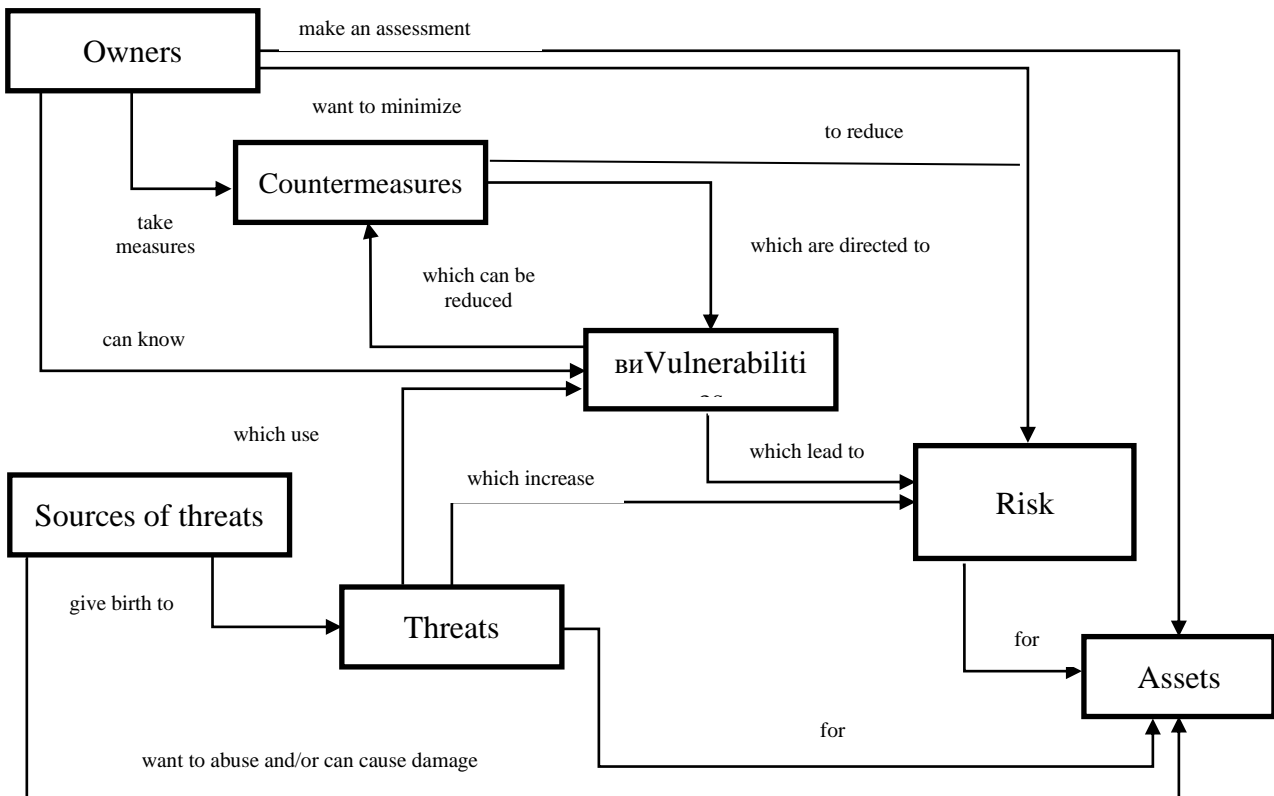 make an assessment
Owners
want to minimize
to reduce
Countermeasures
take
measures
which are directed to
which can be
reduced
can know
виVulnerabiliti
which use
which lead to
which increase
Sources of threats
Risk
give birth to
Threats
for
Assets
for
want to abuse and/or can cause damage